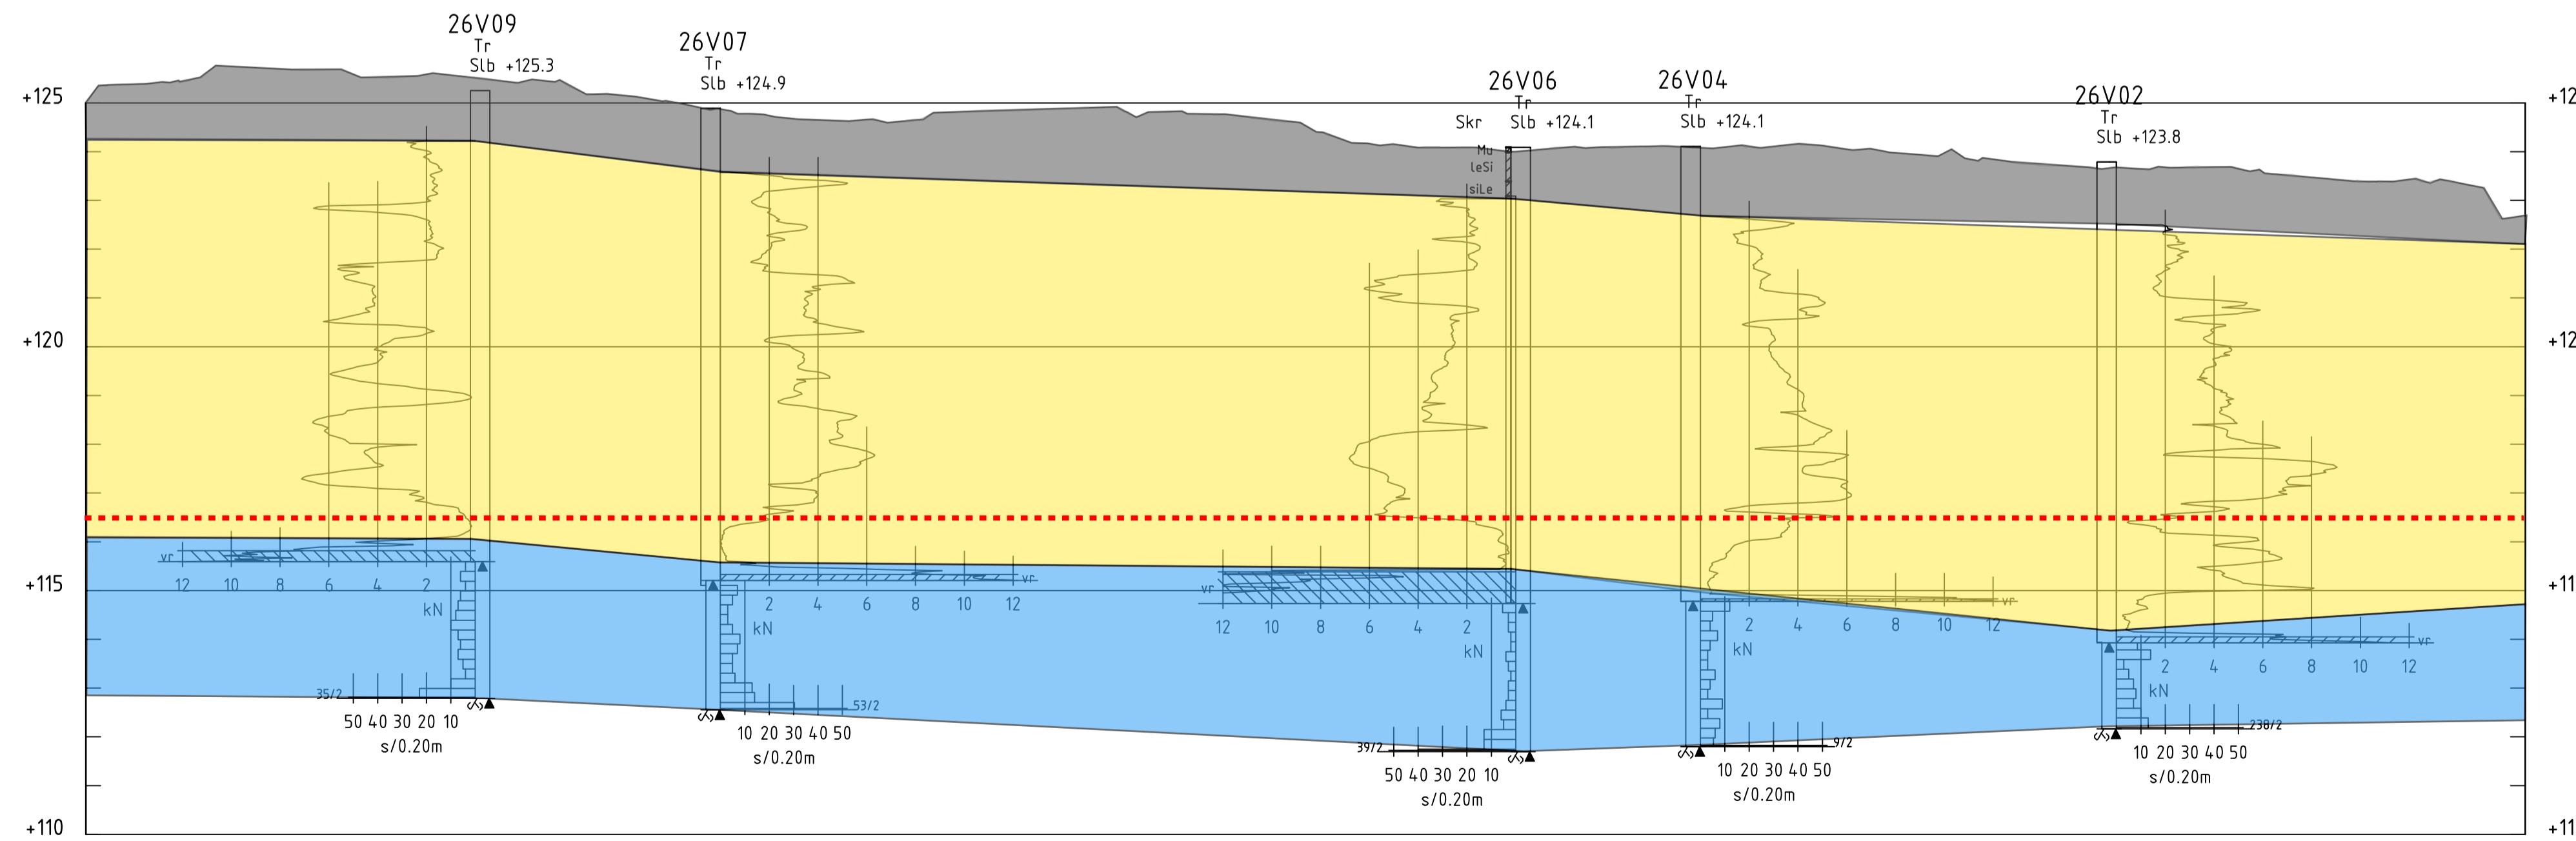 26V09
Tr
Slb +125.3
26V07
Tr
Slb +124.9
26V06
Tr
Skr Slb +124.1
26V04
Tr
Slb +124.1
26V02
Tr
Slb +123.8
+125
+12
Mu
leSi
siLe
+120
+12
vr
12 10 8 6 4 2
kN
+115
2 4 6 8 10 12 vr
kN
vr
12 10 8 6 4 2
kN
2 4 6 8 10 12 vr
kN
+11
2 4 6 8 10 12 vr
kN
35/2
50 40 30 20 10
s/0.20m
53/2
10 20 30 40 50
s/0.20m
39/2
50 40 30 20 10
s/0.20m
9/2
10 20 30 40 50
s/0.20m
238/2
10 20 30 40 50
s/0.20m
+110
+11